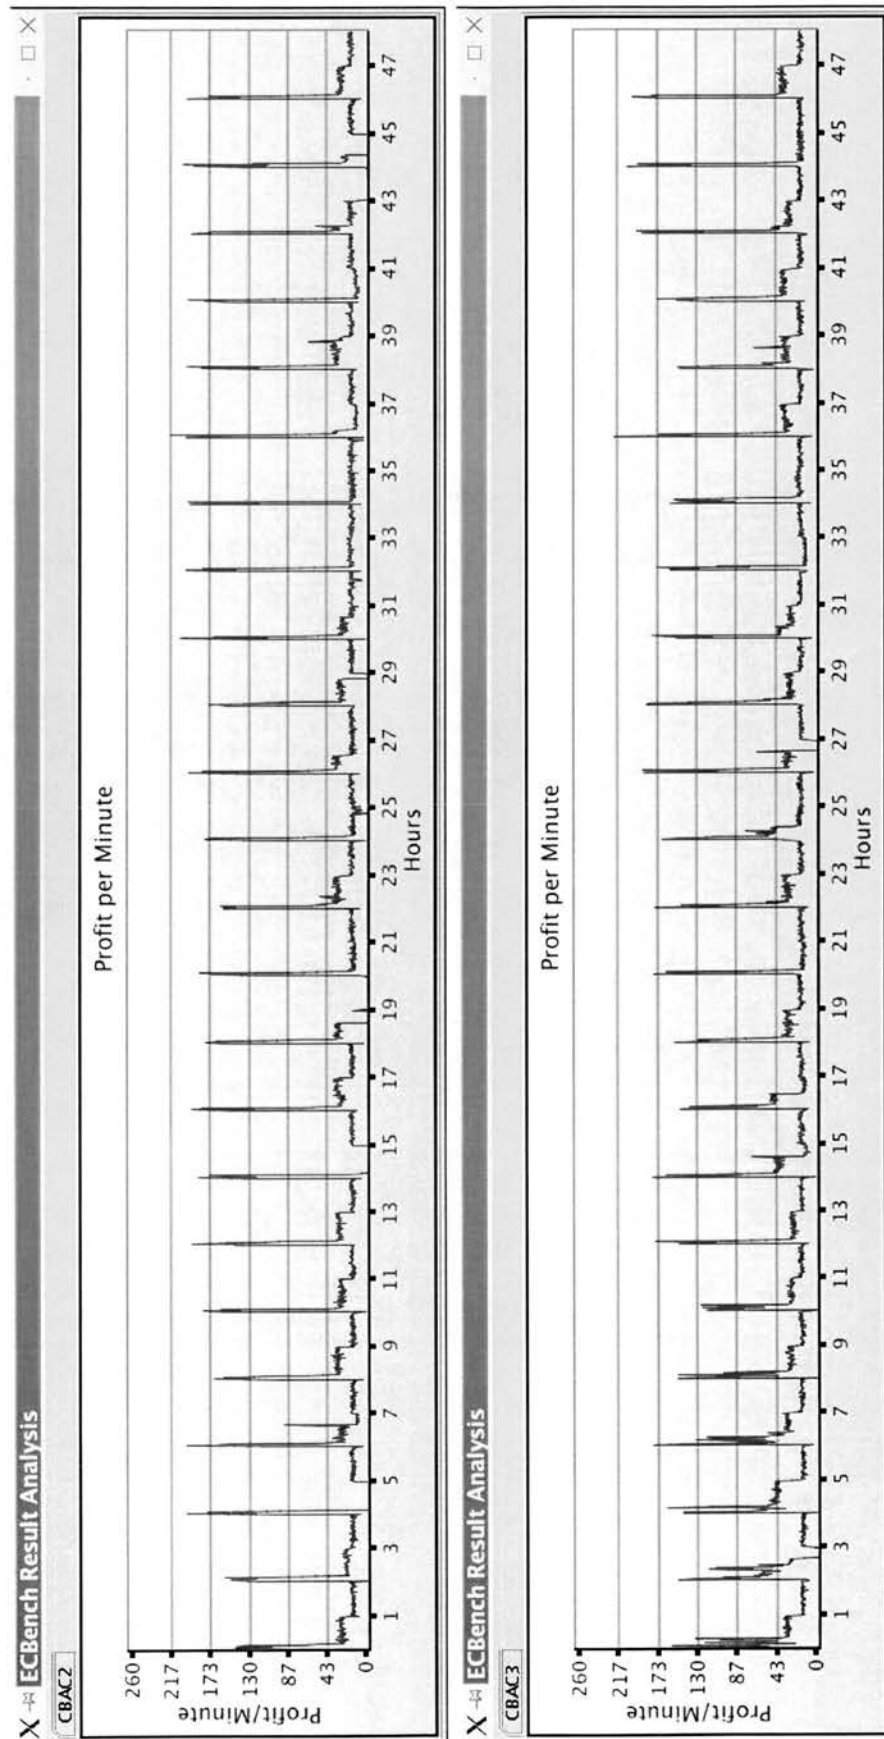 ECBench Result Analysis
CBAC2
Profit per Minute
Profit/Minute
260
217
173
130
87
43
0
1 3 5 7 9 11 13 15 17 19 21 23 25 27 29 31 33 35 37 39 41 43 45 47
Hours
ECBench Result Analysis
CBAC3
Profit per Minute
Profit/Minute
260
217
173
130
87
43
0
1 3 5 7 9 11 13 15 17 19 21 23 25 27 29 31 33 35 37 39 41 43 45 47
Hours